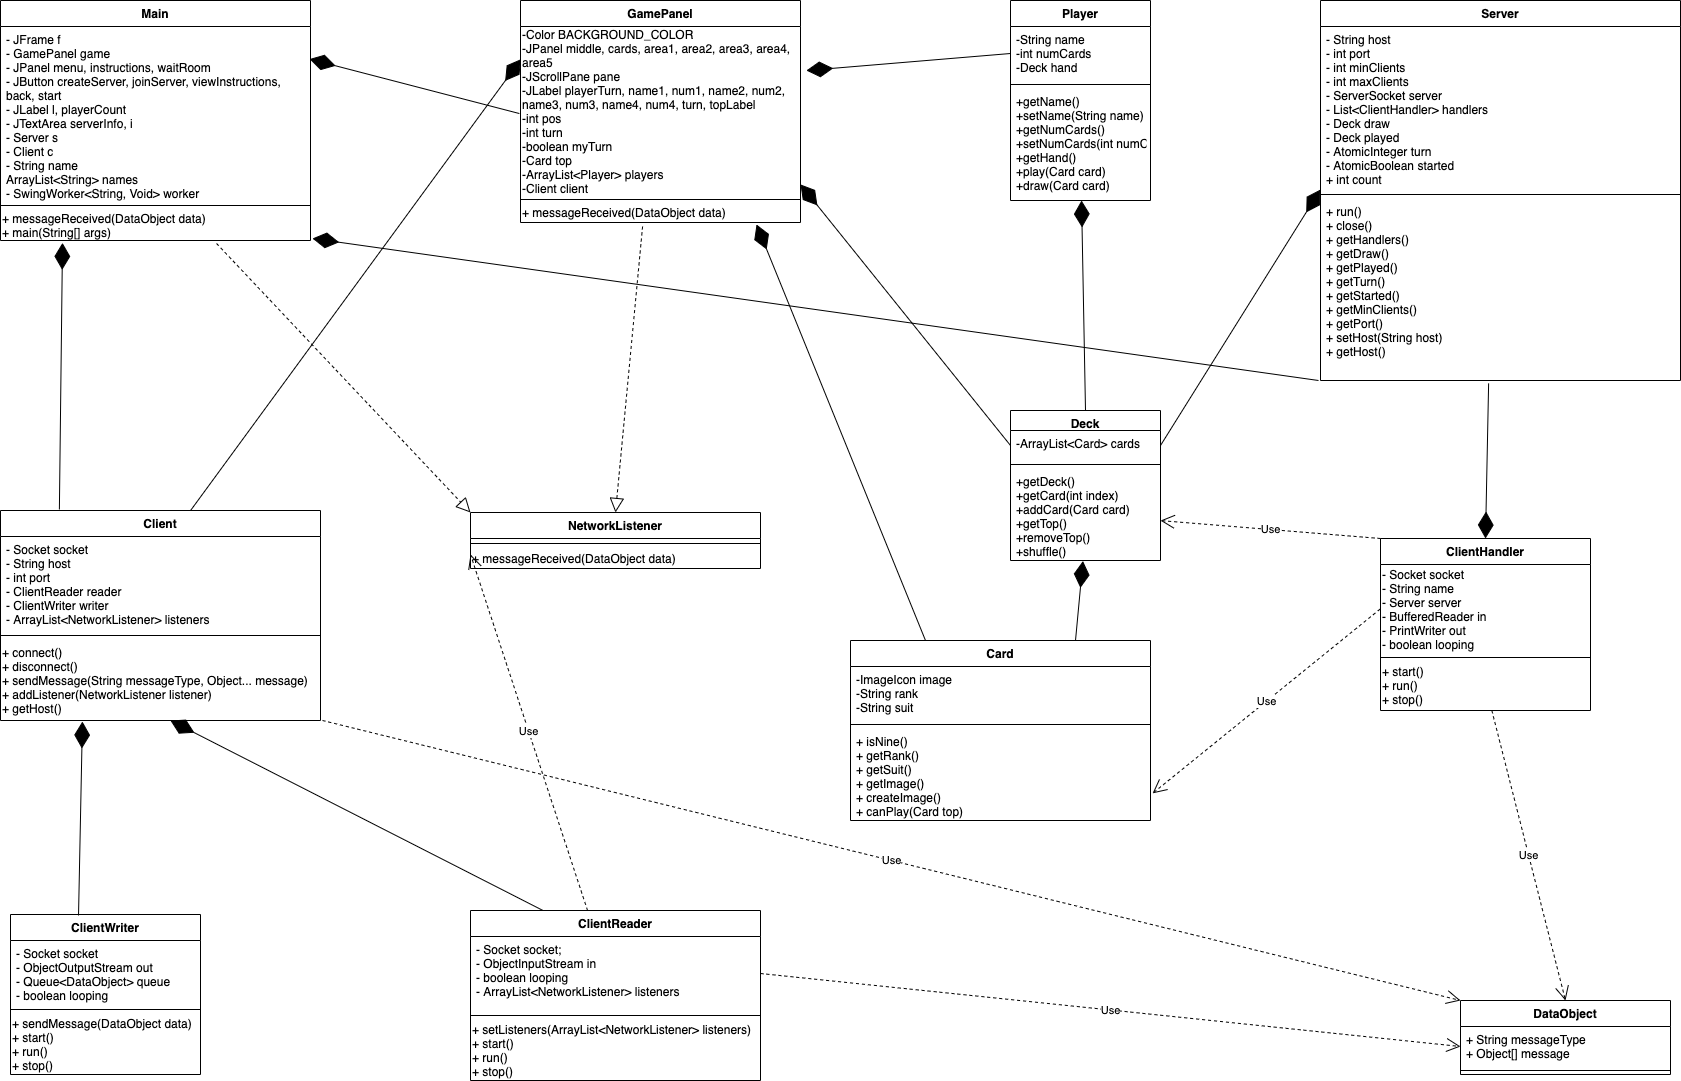 Main
- JFrame f
- GamePanel game
- JPanel menu, instructions, waitRoom
- JButton createServer, joinServer, viewInstructions,
back, start
- JLabel l, playerCount
- JTextArea serverInfo, i
- Server s
- Client c
- String name
ArrayList<String> names
- SwingWorker<String, Void> worker
+ messageReceived(DataObject data)
+ main(String[] args)
GamePanel
-Color BACKGROUND_COLOR
-JPanel middle, cards, area1, area2, area3, area4,
area5
-JScrollPane pane
-JLabel playerTurn, name1, num1, name2, num2,
name3, num3, name4, num4, turn, topLabel
-int pos
-int turn
-boolean myTurn
-Card top
-ArrayList<Player> players
-Client client
+ messageReceived(DataObject data)
Player
-String name
-int numCards
-Deck hand
+getName()
+setName(String name)
+getNumCards()
+setNumCards(int numC
+getHand()
+play(Card card)
+draw(Card card)
Server
- String host
- int port
- int minClients
- int maxClients
- ServerSocket server
- List<ClientHandler> handlers
- Deck draw
- Deck played
- AtomicInteger turn
- AtomicBoolean started
+ int count
+ run()
+ close()
+ getHandlers()
+ getDraw()
+ getPlayed()
+ getTurn()
+ getStarted()
+ getMinClients()
+ getPort()
+ setHost(String host)
+ getHost()
Deck
-ArrayList<Card> cards
+getDeck()
+getCard(int index)
+addCard(Card card)
+getTop()
+removeTop()
+shuffle()
Client
- Socket socket
- String host
- int port
- ClientReader reader
- ClientWriter writer
- ArrayList<NetworkListener> listeners
+ connect()
+ disconnect()
+ sendMessage(String messageType, Object... message)
+ addListener(NetworkListener listener)
+ getHost()
NetworkListener
+ messageReceived(DataObject data)
Use
ClientHandler
- Socket socket
- String name
- Server server
- BufferedReader in
- PrintWriter out
- boolean looping
+ start()
+ run()
+ stop()
Card
-ImageIcon image
-String rank
-String suit
+ isNine()
+ getRank()
+ getSuit()
+ getImage()
+ createImage()
+ canPlay(Card top)
Use
Use
Use
Use
ClientWriter
- Socket socket
- ObjectOutputStream out
- Queue<DataObject> queue
- boolean looping
+ sendMessage(DataObject data)
+ start()
+ run()
+ stop()
ClientReader
- Socket socket;
- ObjectInputStream in
- boolean looping
- ArrayList<NetworkListener> listeners
+ setListeners(ArrayList<NetworkListener> listeners)
+ start()
+ run()
+ stop()
Use
DataObject
+ String messageType
+ Object[] message